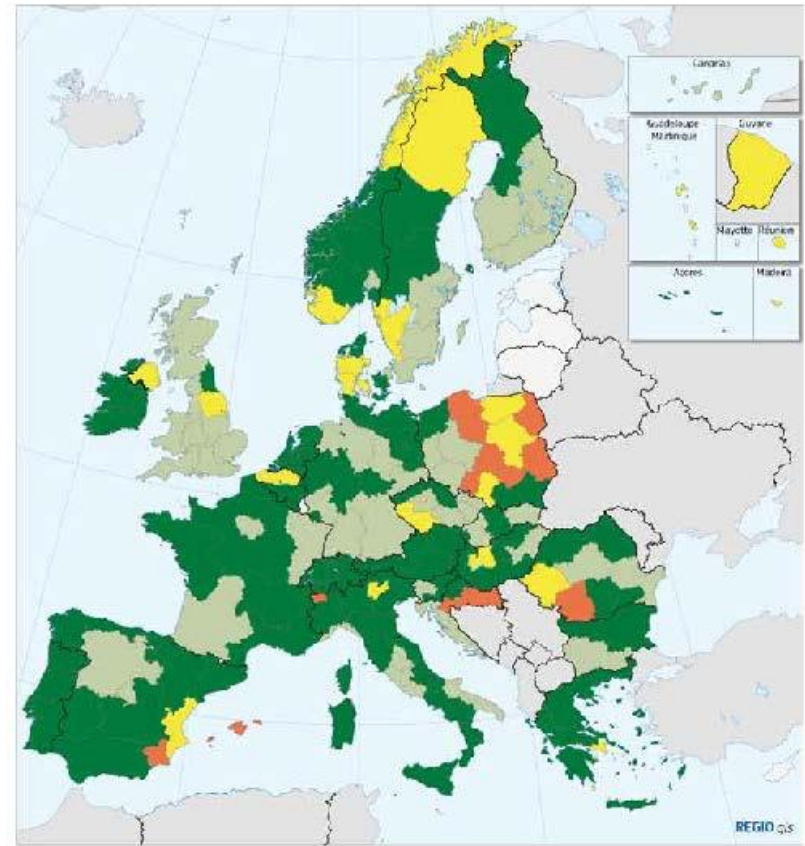 Canarias
Guadeloupe
Martinique
Guyane
Mayotte
Réunion
Açores
Madeira
REGIO gis